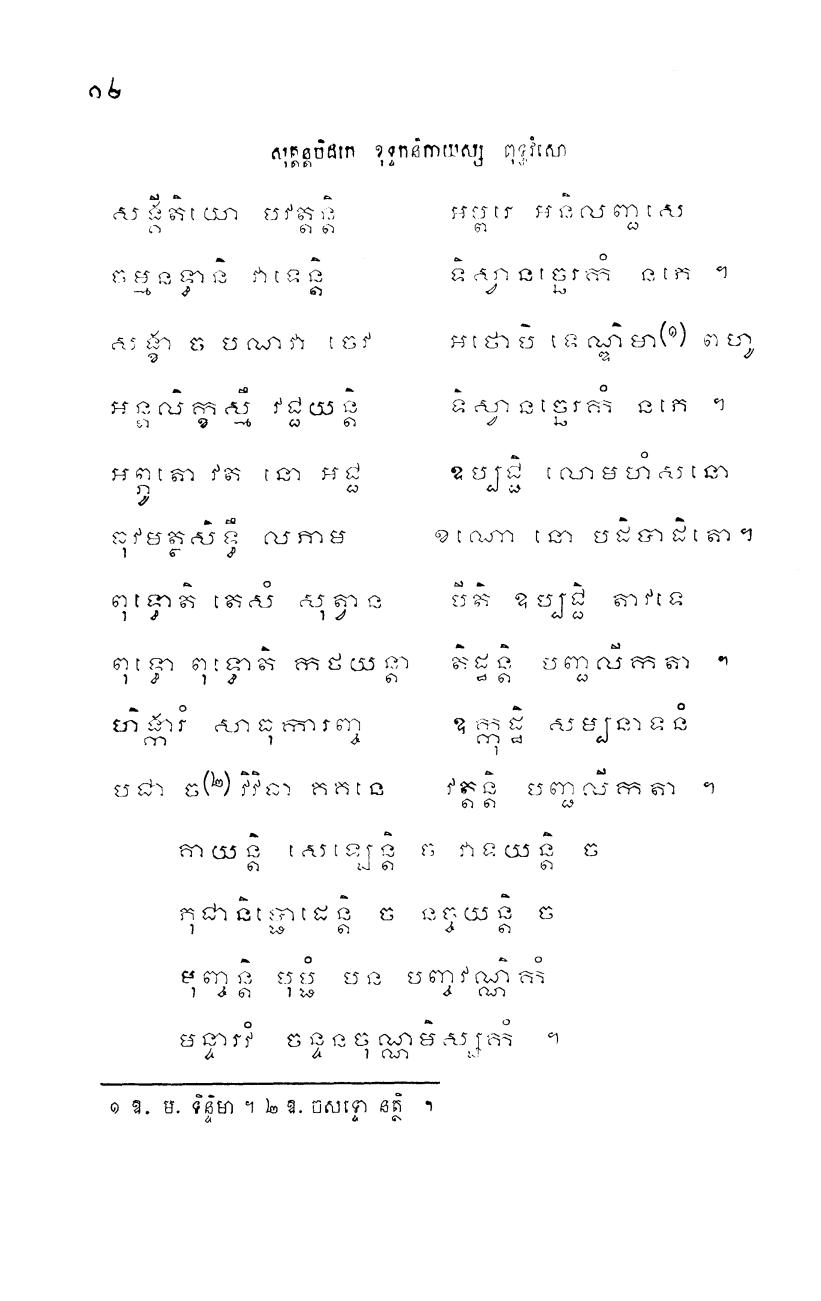 ១៤
សុត្តន្តបិដកេ ខុទ្ទកនិកាយស្ស ពុទ្ធវំសោ
សង្គីតិយោ បវត្តន្តិ អម្ពរេ អនិលញ្ជសេ
ចម្មនទ្ធានិ វាទេន្តិ ទិស្វានច្ឆេរកំ នភេ ។
សង្ខា ច បណវា ចេវ អថោបិ ទេណ្ឌិមា(១) ពហូ
អន្តលិក្ខស្មឹ វជ្ជយន្តិ ទិស្វានច្ឆេរកំ នភេ ។
អព្ភូតោ វត នោ អជ្ជ ឧប្បជ្ជិ លោមហំសនោ
ធុវមត្ថសិទ្ធឹ លភាម ខណោ នោ បដិបាដិតោ។
ពុទ្ធោតិ តេសំ សុត្វាន បីតិ ឧប្បជ្ជិ តាវទេ
ពុទ្ធោ ពុទ្ធោតិ កថយន្តា តិដ្ឋន្តិ បញ្ជលីកតា ។
ហិង្ការំ សាធុការញ្ច ឧក្កុដ្ឋិ សម្បនាទនំ
បជា ច(២) វិវិធា គគនេ វត្តន្តិ បញ្ជលីកតា ។
គាយន្តិ សេឡេន្តិ ច វាទយន្តិ ច
ភុជានិ ច្ផោដេន្តិ ច នច្ចយន្តិ ច
មុញ្ចន្តិ បុប្ផំ បន បញ្ចវណ្ណិកំ
មន្ទារវំ ចន្ទនចុណ្ណមិស្សកំ ។
១ ឱ. ម. ទិន្ទិមា ។ ២ ឱ. ចសទ្ទោ នត្ថិ ។